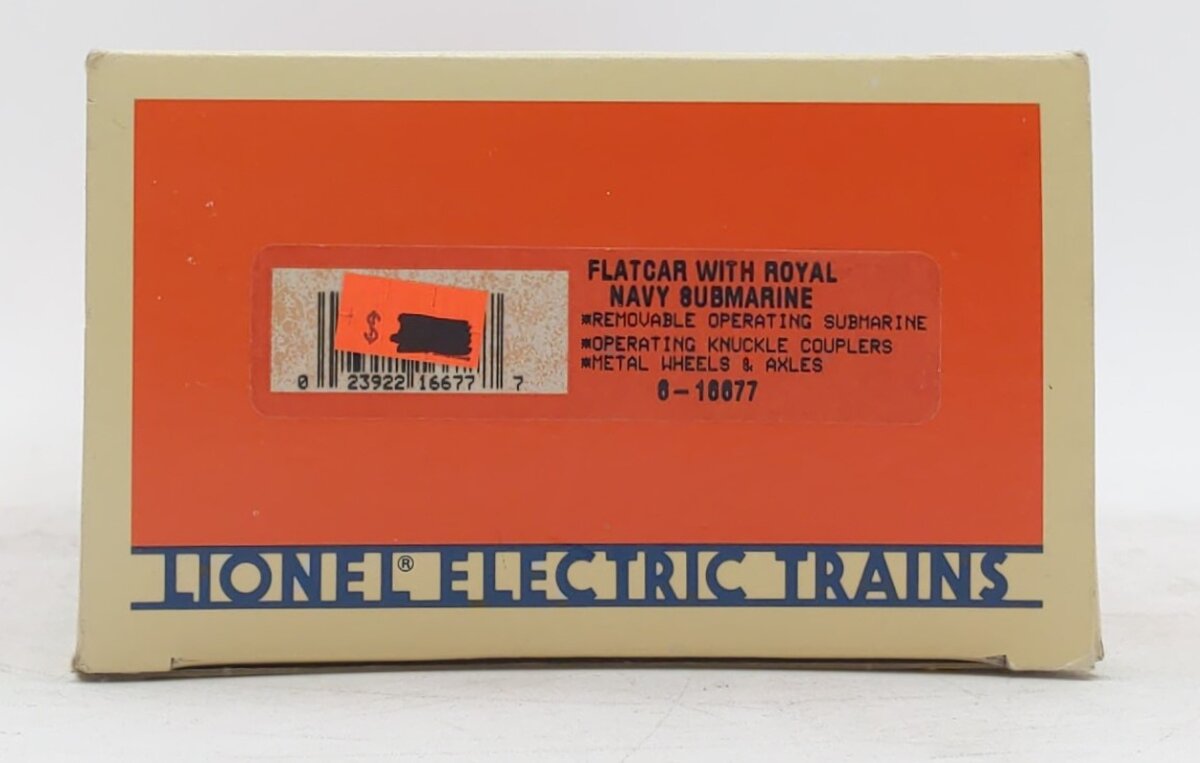 FLATCAR WITH ROYAL
NAVY SUBMARINE
*REMOVABLE OPERATING SUBMARINE
*OPERATING KNUCKLE COUPLERS
*METAL WHEELS & AXLES
6-16677
$
0 23922 16677 7
LIONEL® ELECTRIC TRAINS